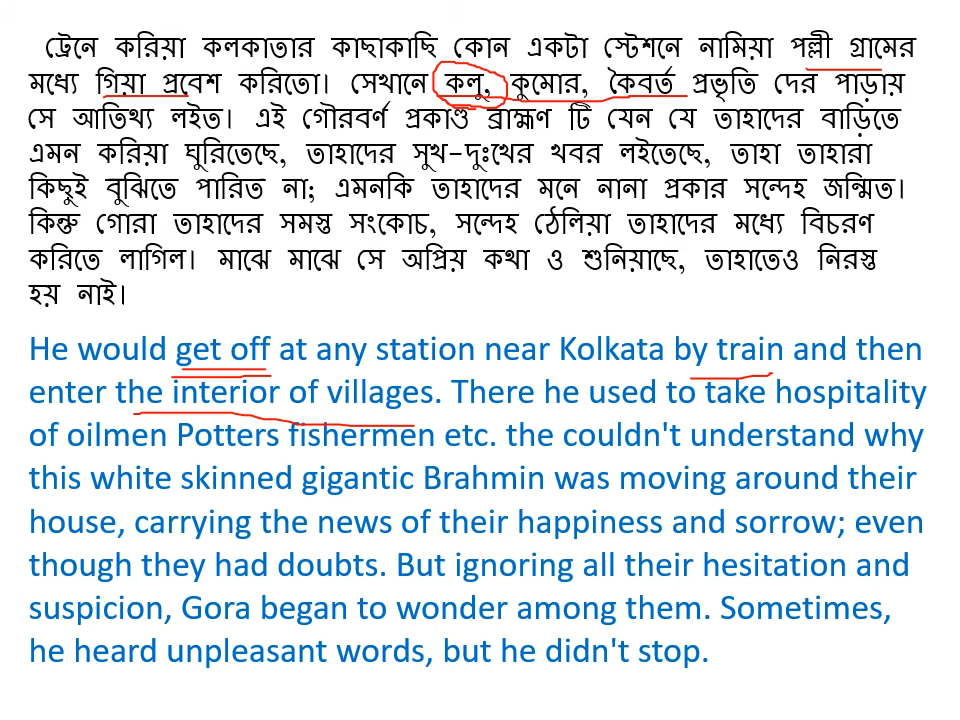 ট্রেনে করিয়া কলকাতার কাছাকাছি কোন একটা স্টেশনে নামিয়া পল্লী গ্রামের
মধ্যে গিয়া প্রবেশ করিতো। সেখানে কলু, কুমোর, কৈবর্ত প্রভৃতি দের পাড়ায়
সে আতিথ্য লইত। এই গৌরবর্ণ প্রকাণ্ড ব্রাহ্মণ টি যেন যে তাহাদের বাড়িতে
এমন করিয়া ঘুরিতেছে, তাহাদের সুখ-দুঃখের খবর লইতেছে, তাহা তাহারা
কিছুই বুঝিতে পারিত না; এমনকি তাহাদের মনে নানা প্রকার সন্দেহ জন্মিত।
কিন্তু গোরা তাহাদের সমস্ত সংকোচ, সন্দেহ ঠেলিয়া তাহাদের মধ্যে বিচরণ
করিতে লাগিল। মাঝে মাঝে সে অপ্রিয় কথা ও শুনিয়াছে, তাহাতেও নিরস্ত
হয় নাই।
He would get off at any station near Kolkata by train and then
enter the interior of villages. There he used to take hospitality
of oilmen Potters fishermen etc. the couldn't understand why
this white skinned gigantic Brahmin was moving around their
house, carrying the news of their happiness and sorrow; even
though they had doubts. But ignoring all their hesitation and
suspicion, Gora began to wonder among them. Sometimes,
he heard unpleasant words, but he didn't stop.